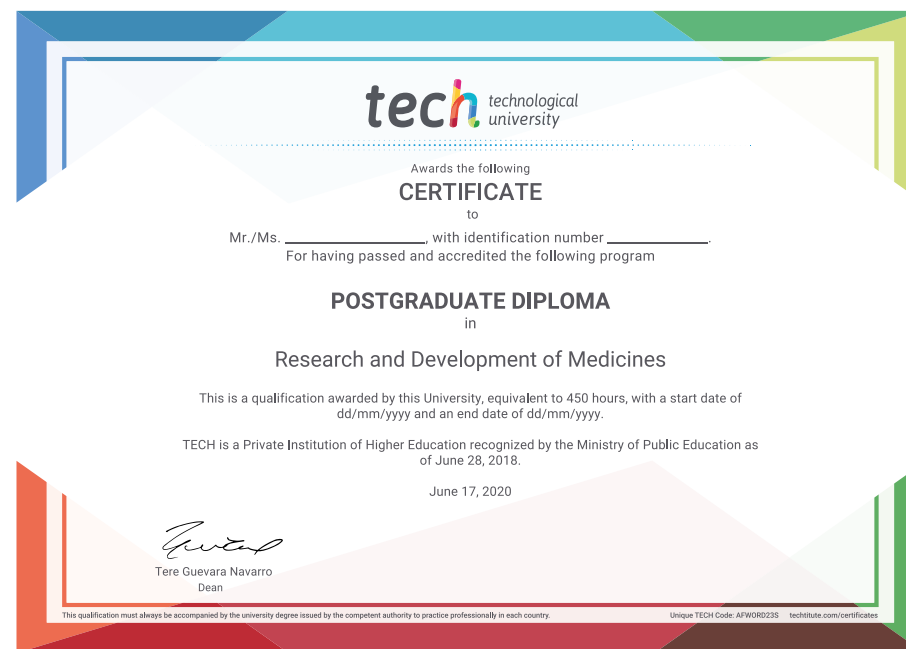 tech technological
university
Awards the following
CERTIFICATE
to
Mr./Ms. ____________________, with identification number ______________.
For having passed and accredited the following program
POSTGRADUATE DIPLOMA
in
Research and Development of Medicines
This is a qualification awarded by this University, equivalent to 450 hours, with a start date of
dd/mm/yyyy and an end date of dd/mm/yyyy.
TECH is a Private Institution of Higher Education recognized by the Ministry of Public Education as
of June 28, 2018.
June 17, 2020
Tere Guevara Navarro
Dean
This qualification must always be accompanied by the university degree issued by the competent authority to practice professionally in each country. Unique TECH Code: AFWORD23S techtitute.com/certificates